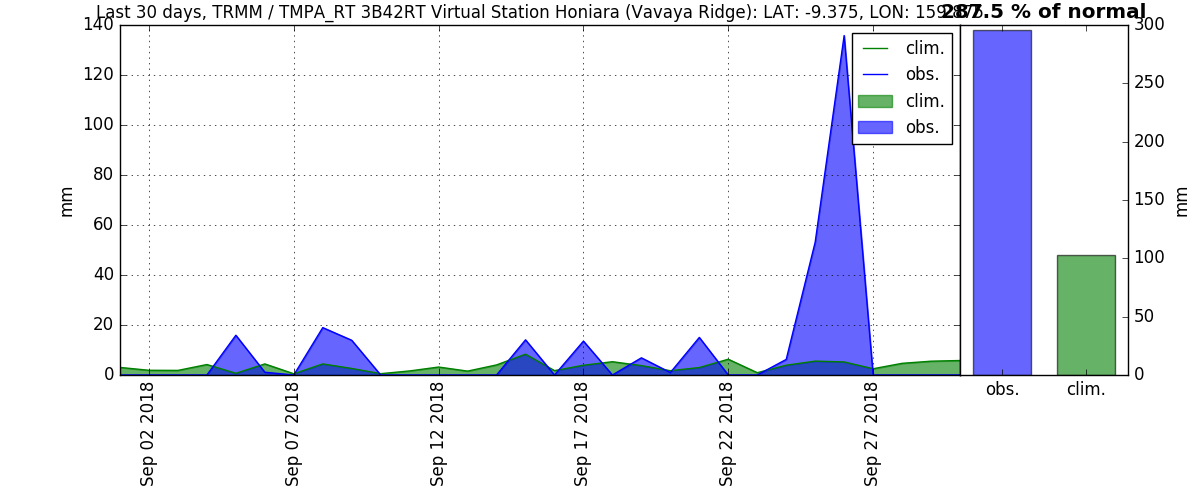 Last 30 days, TRMM / TMPA_RT 3B42RT Virtual Station Honiara (Vavaya Ridge): LAT: -9.375, LON: 159.875
287.5 % of normal
140
120
100
80
60
40
20
0
mm
clim.
obs.
clim.
obs.
Sep 02 2018
Sep 07 2018
Sep 12 2018
Sep 17 2018
Sep 22 2018
Sep 27 2018
300
250
200
150
100
50
0
mm
obs.
clim.